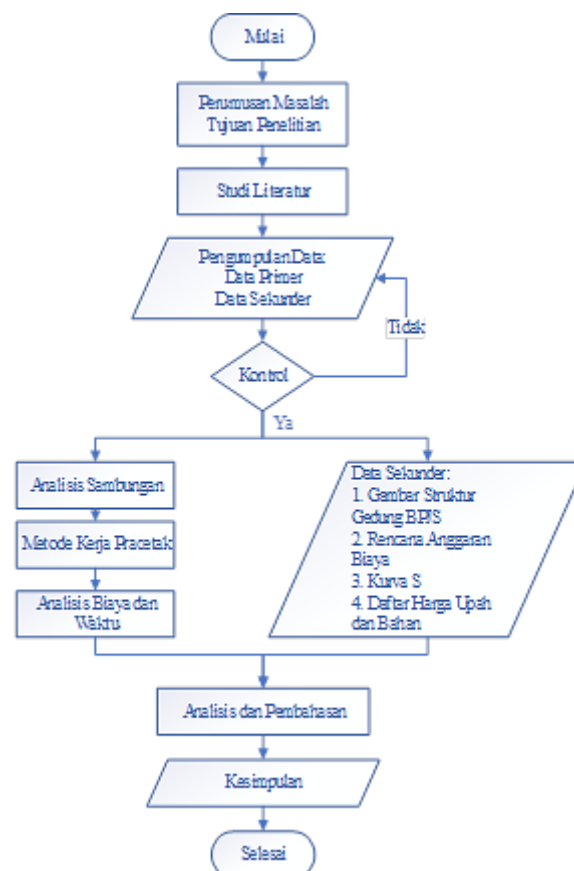 Mulai
Perumusan Masalah
Tujuan Penelitian
Studi Literatur
Pengumpulan Data:
Data Primer
Data Sekunder
Tidak
Kontrol
Ya
Analisis Sambungan
Metode Kerja Pracetak
Analisis Biaya dan
Waktu
Data Sekunder:
1. Gambar Struktur
Gedung BPJS
2. Rencana Anggaran
Biaya
3. Kurva S
4. Daftar Harga Upah
dan Bahan
Analisis dan Pembahasan
Kesimpulan
Selesai